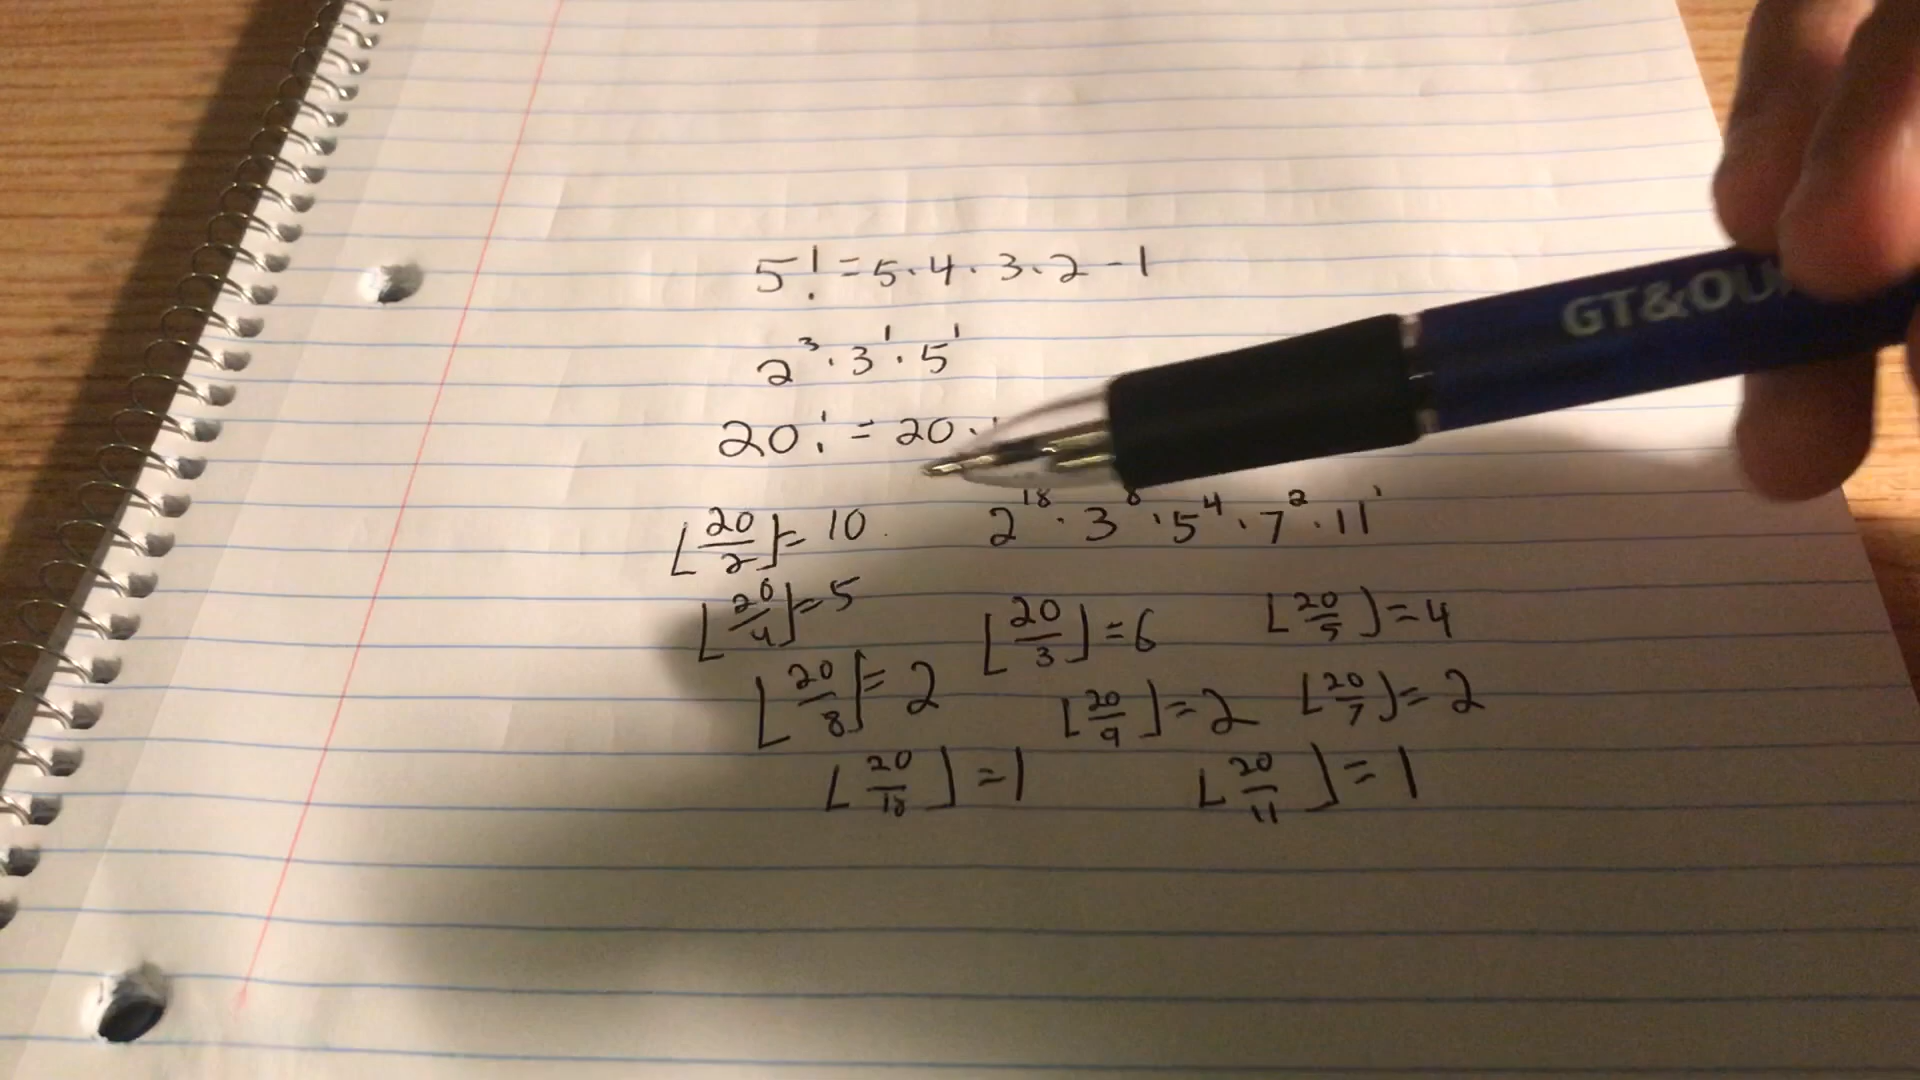 5! = 5 · 4 · 3 · 2 - 1
2³ · 3¹ · 5¹
20! = 20 ·
⌊20/2⌋ = 10
2¹⁸ · 3⁸ · 5⁴ · 7² · 11¹
⌊20/4⌋ = 5
⌊20/3⌋ = 6
⌊20/5⌋ = 4
⌊20/8⌋ = 2
⌊20/9⌋ = 2
⌊20/7⌋ = 2
⌊20/18⌋ = 1
⌊20/11⌋ = 1
GT&OU